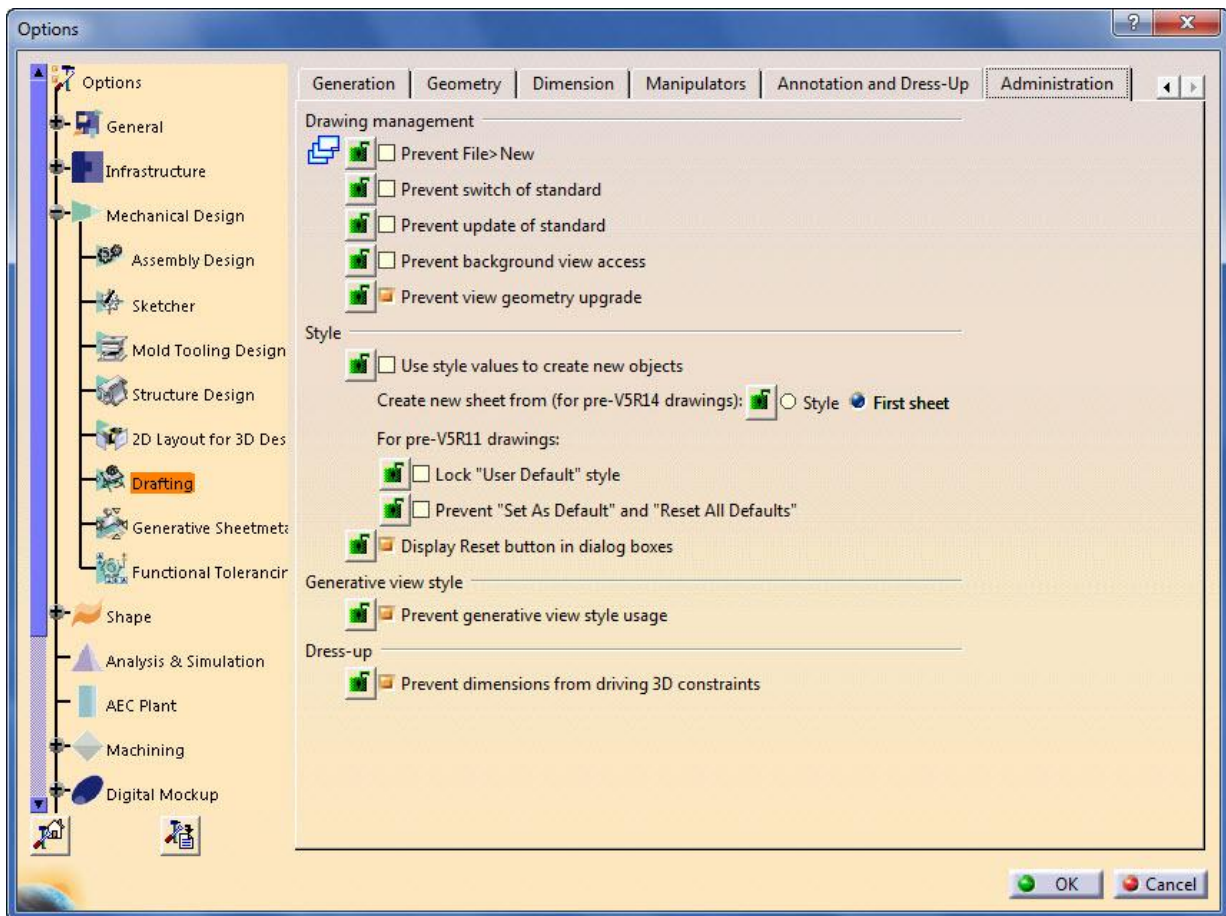 Options
Options
General
Infrastructure
Mechanical Design
Assembly Design
Sketcher
Mold Tooling Design
Structure Design
2D Layout for 3D Des
Drafting
Generative Sheetmeta
Functional Tolerancin
Shape
Analysis & Simulation
AEC Plant
Machining
Digital Mockup
Generation Geometry Dimension Manipulators Annotation and Dress-Up Administration
Drawing management
Prevent File>New
Prevent switch of standard
Prevent update of standard
Prevent background view access
Prevent view geometry upgrade
Style
Use style values to create new objects
Create new sheet from (for pre-V5R14 drawings): Style First sheet
For pre-V5R11 drawings:
Lock "User Default" style
Prevent "Set As Default" and "Reset All Defaults"
Display Reset button in dialog boxes
Generative view style
Prevent generative view style usage
Dress-up
Prevent dimensions from driving 3D constraints
OK Cancel